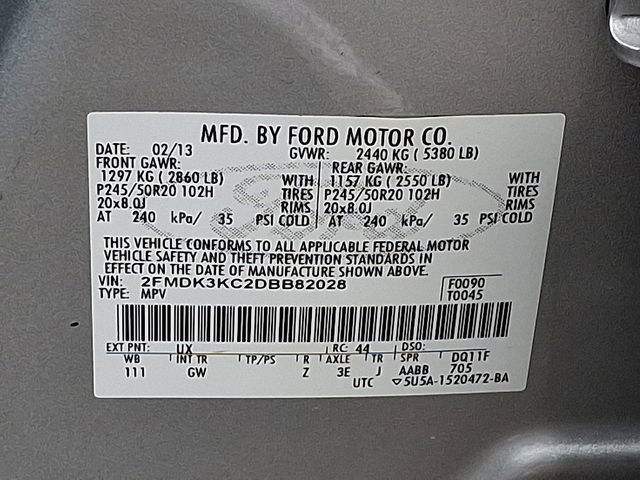 MFD. BY FORD MOTOR CO.
DATE: 02/13 GVWR: 2440 KG ( 5380 LB)
FRONT GAWR: REAR GAWR:
1297 KG ( 2860 LB) WITH 1157 KG ( 2550 LB) WITH
P245/50R20 102H TIRES P245/50R20 102H TIRES
20x8.0J RIMS 20x8.0J RIMS
AT 240 kPa/ 35 PSI COLD AT 240 kPa/ 35 PSI COLD
THIS VEHICLE CONFORMS TO ALL APPLICABLE FEDERAL MOTOR
VEHICLE SAFETY AND THEFT PREVENTION STANDARDS IN
EFFECT ON THE DATE OF MANUFACTURE SHOWN ABOVE.
VIN: 2FMDK3KC2DBB82028 F0090
TYPE: MPV T0045
EXT PNT: UX RC: 44 DSO:
WB INT TR TP/PS R AXLE TR SPR DQ11F
111 GW Z 3E J AABB 705
UTC ▽5U5A-1520472-BA